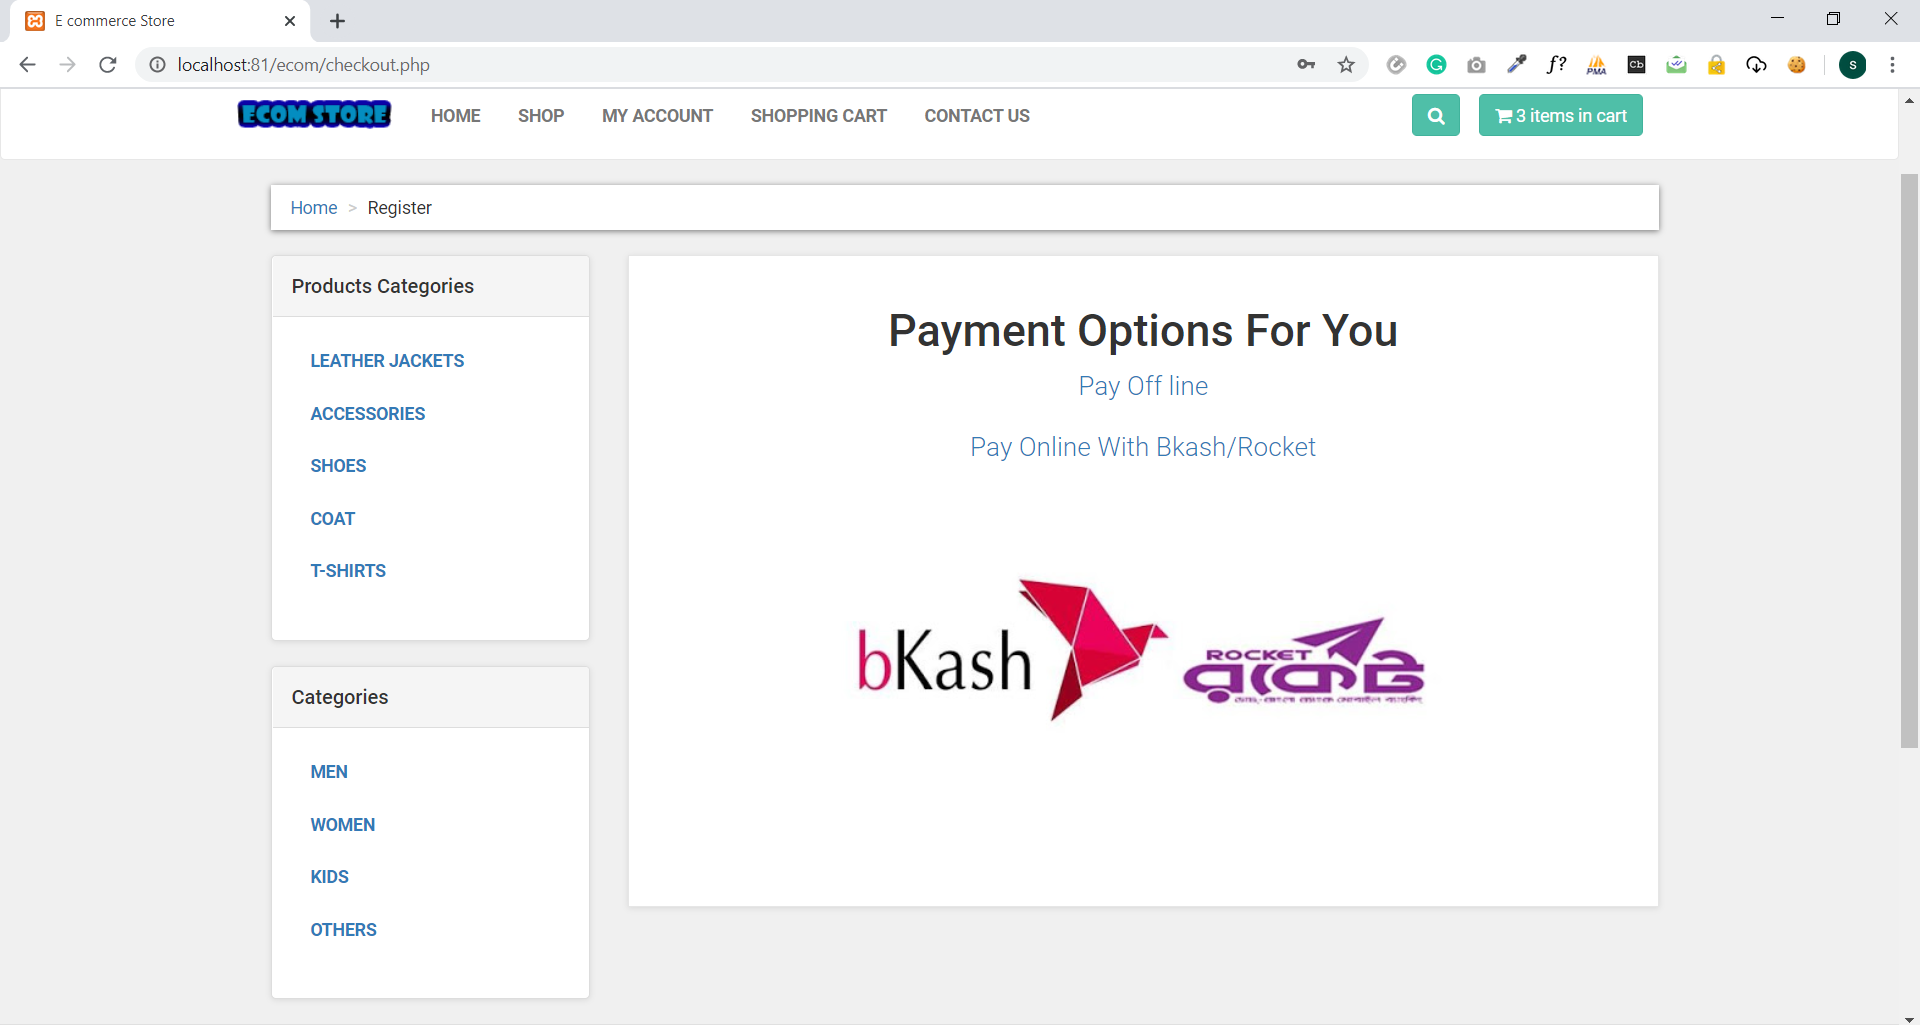 E commerce Store
localhost:81/ecom/checkout.php
f?
PMA
Cb
G
S
ECOM STORE
HOME SHOP MY ACCOUNT SHOPPING CART CONTACT US
3 items in cart
Home > Register
Products Categories
LEATHER JACKETS
ACCESSORIES
SHOES
COAT
T-SHIRTS
Categories
MEN
WOMEN
KIDS
OTHERS
Payment Options For You
Pay Off line
Pay Online With Bkash/Rocket
bKash
ROCKET
রকেট